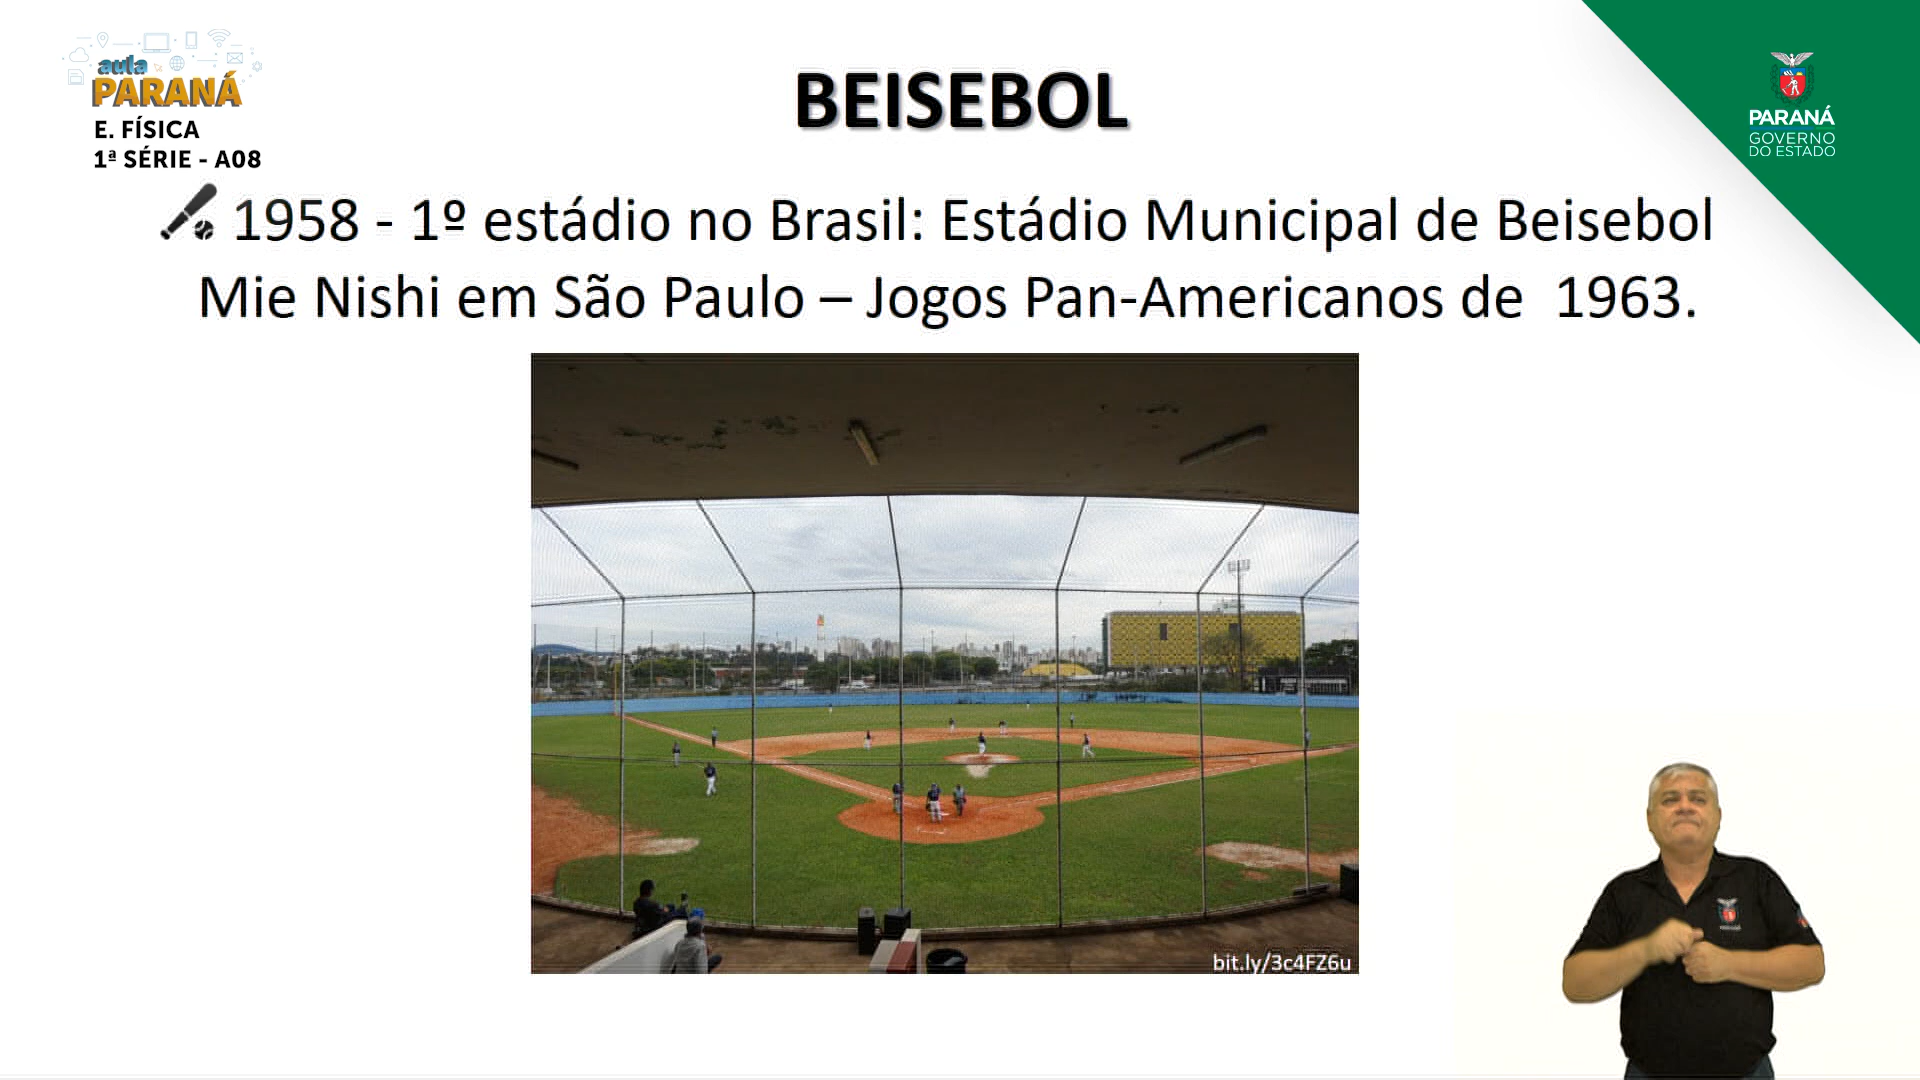 aula
PARANÁ
E. FÍSICA
1ª SÉRIE - A08
BEISEBOL
PARANÁ
GOVERNO
DO ESTADO
1958 - 1º estádio no Brasil: Estádio Municipal de Beisebol
Mie Nishi em São Paulo – Jogos Pan-Americanos de 1963.
bit.ly/3c4FZ6u